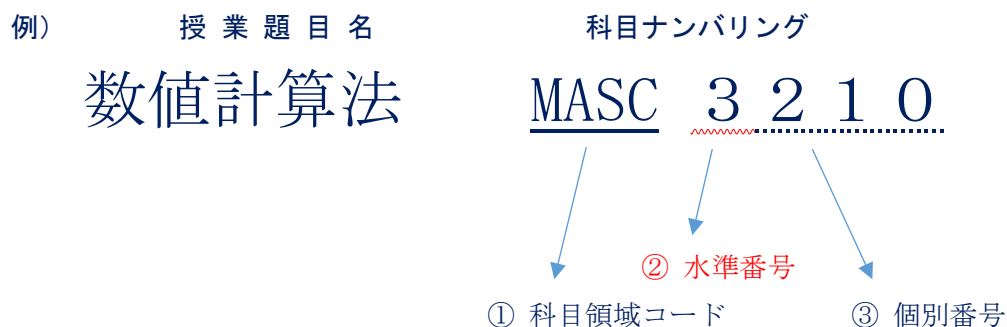 例） 授業題目名 科目ナンバリング
数値計算法 MASC ３２１０
② 水準番号
① 科目領域コード ③ 個別番号